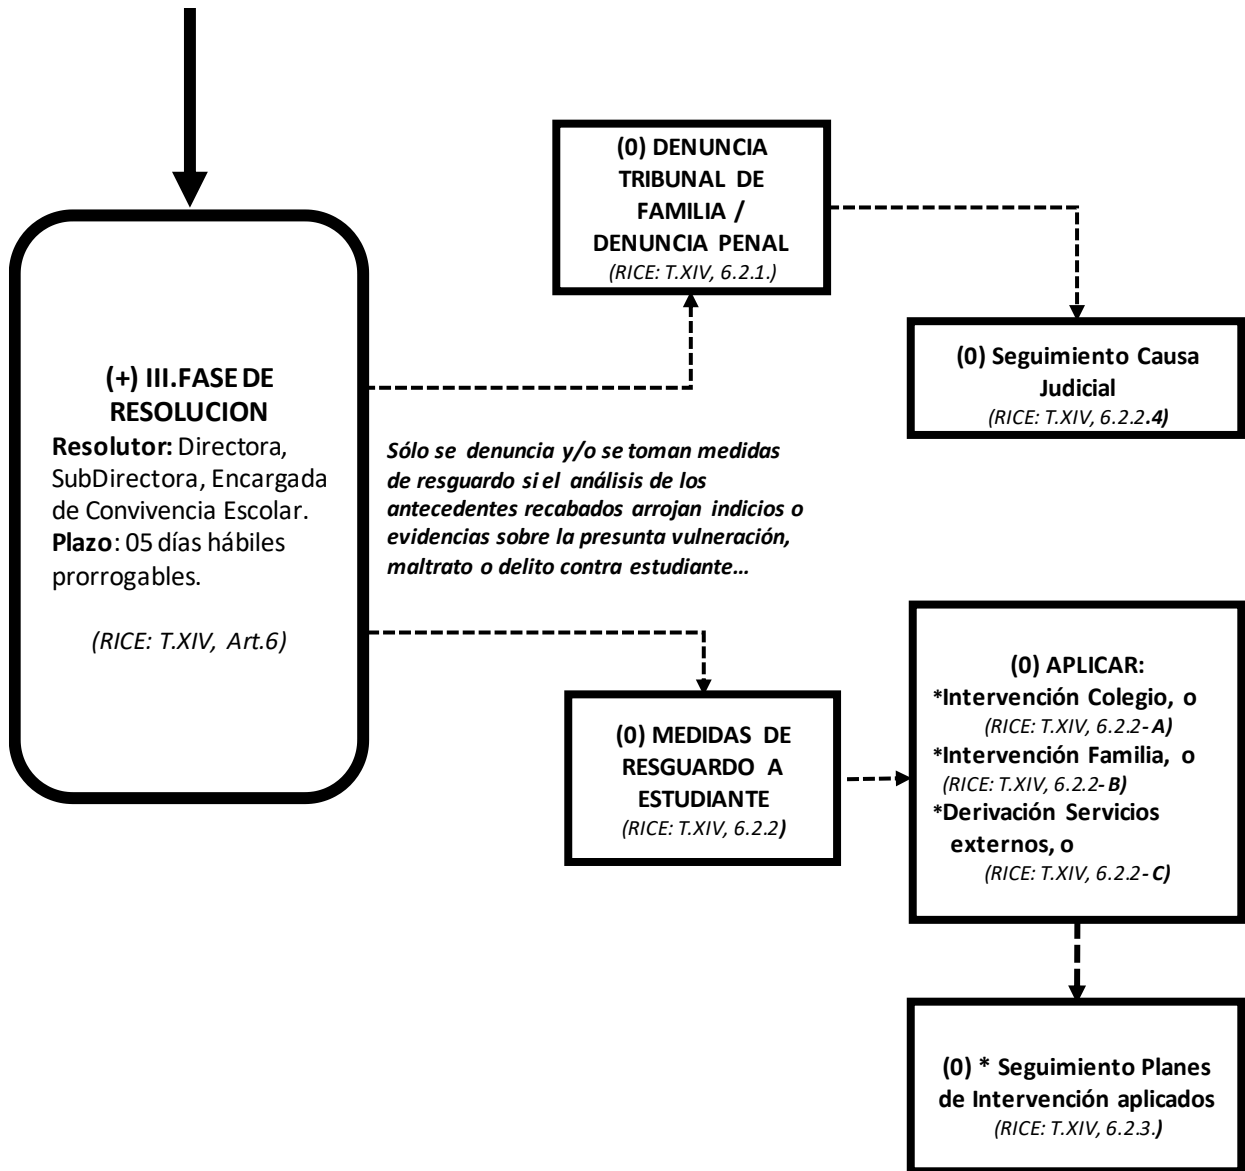 (0) DENUNCIA
TRIBUNAL DE
FAMILIA /
DENUNCIA PENAL
(RICE: T.XIV, 6.2.1.)
(0) Seguimiento Causa
Judicial
(RICE: T.XIV, 6.2.2.4)
(+) III.FASE DE
RESOLUCION
Resolutor: Directora,
SubDirectora, Encargada
de Convivencia Escolar.
Plazo: 05 días hábiles
prorrogables.
(RICE: T.XIV, Art.6)
Sólo se denuncia y/o se toman medidas
de resguardo si el análisis de los
antecedentes recabados arrojan indicios o
evidencias sobre la presunta vulneración,
maltrato o delito contra estudiante...
(0) MEDIDAS DE
RESGUARDO A
ESTUDIANTE
(RICE: T.XIV, 6.2.2)
(0) APLICAR:
*Intervención Colegio, o
(RICE: T.XIV, 6.2.2-A)
*Intervención Familia, o
(RICE: T.XIV, 6.2.2-B)
*Derivación Servicios
externos, o
(RICE: T.XIV, 6.2.2-C)
(0) * Seguimiento Planes
de Intervención aplicados
(RICE: T.XIV, 6.2.3.)